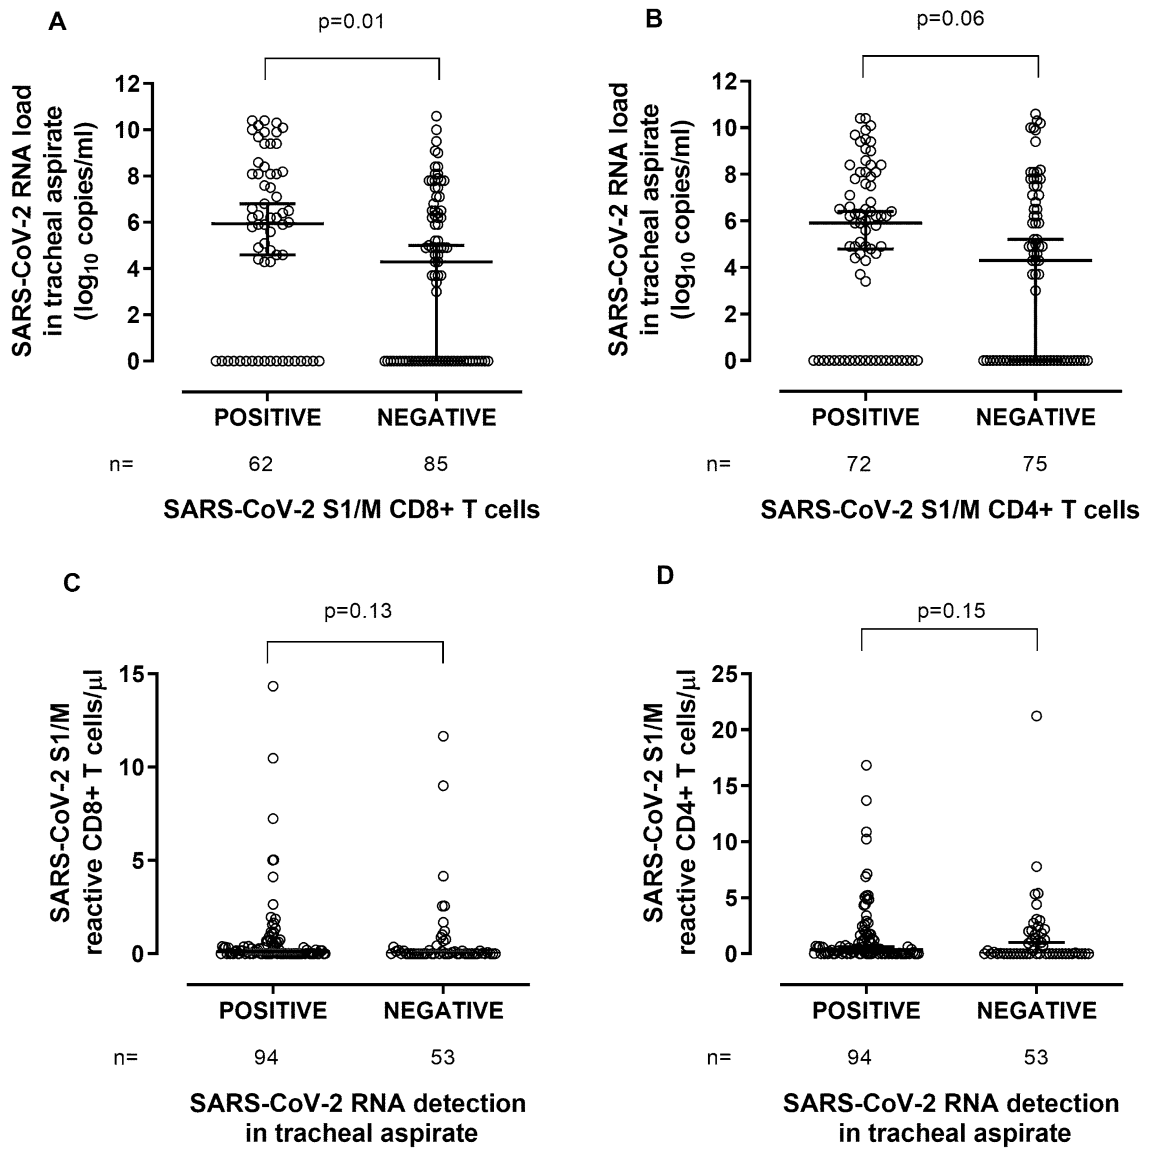 A
p=0.01
SARS-CoV-2 RNA load
in tracheal aspirate
(log10 copies/ml)
12
10
8
6
4
2
0
POSITIVE
NEGATIVE
n=
62
85
SARS-CoV-2 S1/M CD8+ T cells
B
p=0.06
SARS-CoV-2 RNA load
in tracheal aspirate
(log10 copies/ml)
12
10
8
6
4
2
0
POSITIVE
NEGATIVE
n=
72
75
SARS-CoV-2 S1/M CD4+ T cells
C
p=0.13
SARS-CoV-2 S1/M
reactive CD8+ T cells/μl
15
10
5
0
POSITIVE
NEGATIVE
n=
94
53
SARS-CoV-2 RNA detection
in tracheal aspirate
D
p=0.15
SARS-CoV-2 S1/M
reactive CD4+ T cells/μl
25
20
15
10
5
0
POSITIVE
NEGATIVE
n=
94
53
SARS-CoV-2 RNA detection
in tracheal aspirate